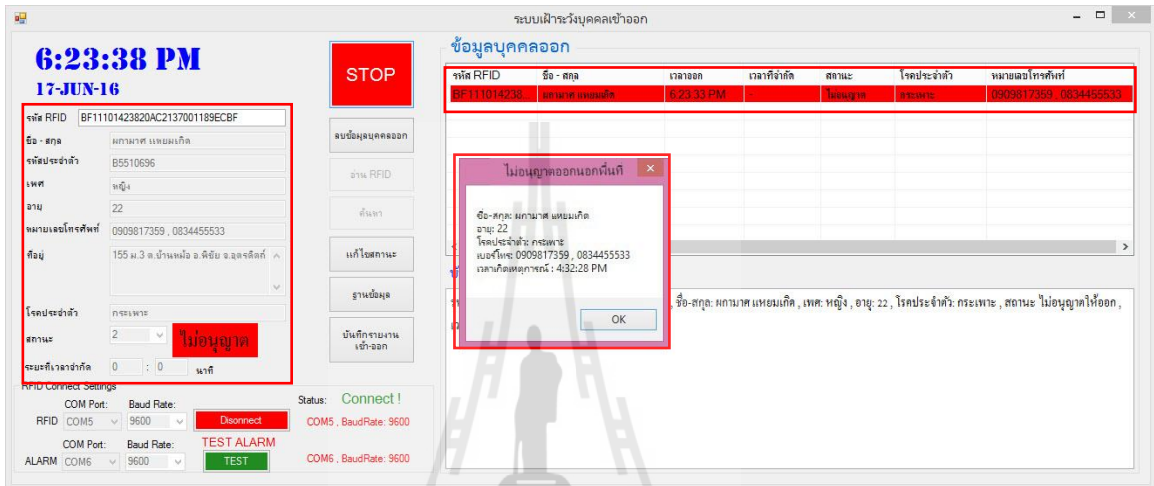 ระบบเฝ้าระวังบุคคลเข้าออก
6:23:38 PM
17-JUN-16
รหัส RFID BF11101423820AC2137001189ECBF
ชื่อ - สกุล ผกามาศ แหยมเกิด
รหัสประจำตัว B5510696
เพศ หญิง
อายุ 22
หมายเลขโทรศัพท์ 0909817359 , 0834455533
ที่อยู่ 155 ม.3 ต.บ้านหม้อ อ.พิชัย จ.อุตรดิตถ์
โรคประจำตัว กระเพาะ
สถานะ 2 ไม่อนุญาต
ระยะที่เวลาจำกัด 0 : 0 นาที
STOP
ลบข้อมูลบุคคลออก
อ่าน RFID
ค้นหา
แก้ไขสถานะ
ฐานข้อมูล
บันทึกรายงาน
เข้า-ออก
RFID Connect Settings
COM Port: Baud Rate: Status: Connect !
RFID COM5 9600 Disonnect COM5 , BaudRate: 9600
COM Port: Baud Rate: TEST ALARM
ALARM COM6 9600 TEST COM6 , BaudRate: 9600
ข้อมูลบุคคลออก
รหัส RFID ชื่อ - สกุล เวลาออก เวลาที่จำกัด สถานะ โรคประจำตัว หมายเลขโทรศัพท์
BF111014238... ผกามาศ แหยมเกิด 6:23:33 PM - ไม่อนุญาต กระเพาะ 0909817359 , 0834455533
ไม่อนุญาตออกนอกพื้นที่
ชื่อ-สกุล: ผกามาศ แหยมเกิด
อายุ: 22
โรคประจำตัว: กระเพาะ
เบอร์โทร: 0909817359 , 0834455533
เวลาเกิดเหตุการณ์ : 4:32:28 PM
OK
, ชื่อ-สกุล: ผกามาศ แหยมเกิด , เพศ: หญิง , อายุ: 22 , โรคประจำตัว: กระเพาะ , สถานะ ไม่อนุญาตให้ออก ,